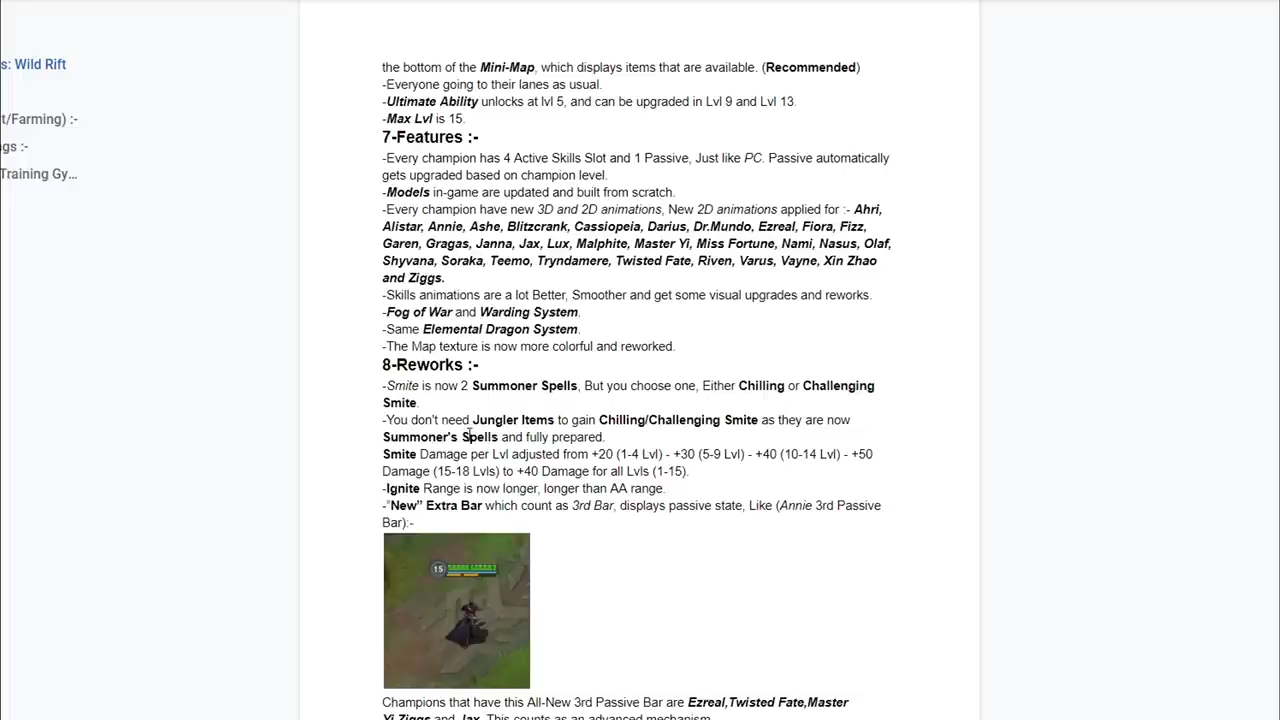 the bottom of the Mini-Map, which displays items that are available. (Recommended)
s: Wild Rift
-Everyone going to their lanes as usual.
-Ultimate Ability unlocks at lvl 5, and can be upgraded in Lvl 9 and Lvl 13.
t/Farming) :-
-Max Lvl is 15.
7-Features :-
ngs :-
-Every champion has 4 Active Skills Slot and 1 Passive, Just like PC. Passive automatically
Training Gy…
gets upgraded based on champion level.
-Models in-game are updated and built from scratch.
-Every champion have new 3D and 2D animations, New 2D animations applied for :- Ahri,
Alistar, Annie, Ashe, Blitzcrank, Cassiopeia, Darius, Dr.Mundo, Ezreal, Fiora, Fizz,
Garen, Gragas, Janna, Jax, Lux, Malphite, Master Yi, Miss Fortune, Nami, Nasus, Olaf,
Shyvana, Soraka, Teemo, Tryndamere, Twisted Fate, Riven, Varus, Vayne, Xin Zhao
and Ziggs.
-Skills animations are a lot Better, Smoother and get some visual upgrades and reworks.
-Fog of War and Warding System.
-Same Elemental Dragon System.
-The Map texture is now more colorful and reworked.
8-Reworks :-
-Smite is now 2 Summoner Spells, But you choose one, Either Chilling or Challenging
Smite.
-You don't need Jungler Items to gain Chilling/Challenging Smite as they are now
Summoner's Spells and fully prepared.
Smite Damage per Lvl adjusted from +20 (1-4 Lvl) - +30 (5-9 Lvl) - +40 (10-14 Lvl) - +50
Damage (15-18 Lvls) to +40 Damage for all Lvls (1-15).
-Ignite Range is now longer, longer than AA range.
-"New" Extra Bar which count as 3rd Bar, displays passive state, Like (Annie 3rd Passive
Bar):-
15
Champions that have this All-New 3rd Passive Bar are Ezreal,Twisted Fate,Master
Yi,Ziggs and Jax. This counts as an advanced mechanism.